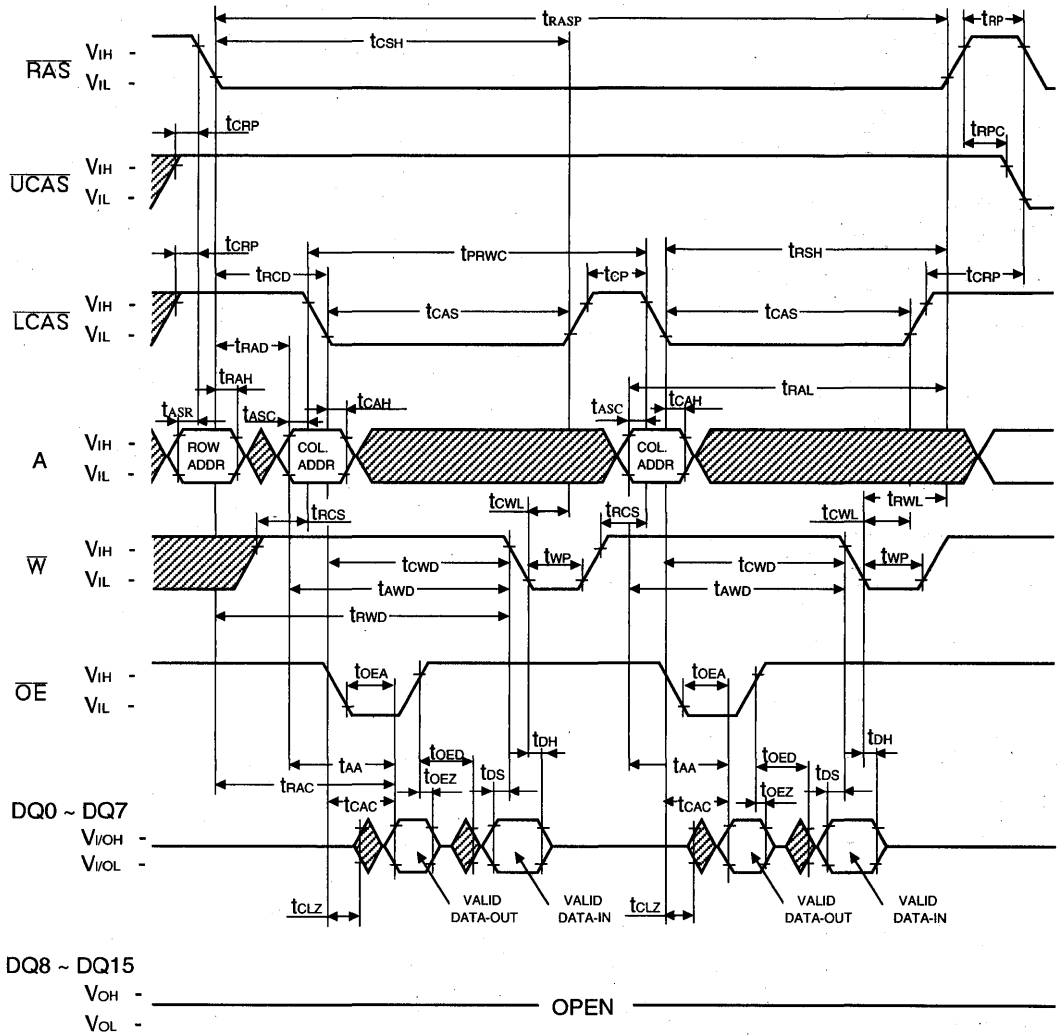 tRASP
tRP
tCSH
RAS
VIH -
VIL -
tCRP
tRPC
UCAS
VIH -
VIL -
tCRP
tPRWC
tRSH
tRCD
tCP
tCRP
LCAS
VIH -
VIL -
tCAS
tCAS
tRAD
tRAH
tRAL
tASR
tASC
tCAH
tASC
tCAH
A
VIH -
VIL -
ROW ADDR
COL. ADDR
COL. ADDR
tRCS
tCWL
tRCS
tCWL
tRWL
W
VIH -
VIL -
tCWD
tWP
tCWD
tWP
tAWD
tAWD
tRWD
OE
VIH -
VIL -
tOEA
tOEA
tAA
tOED
tDH
tAA
tOED
tDH
tRAC
tOEZ
tDS
tOEZ
tDS
tCAC
tCAC
DQ0 ~ DQ7
VI/OH -
VI/OL -
tCLZ
VALID DATA-OUT
VALID DATA-IN
tCLZ
VALID DATA-OUT
VALID DATA-IN
DQ8 ~ DQ15
VOH -
VOL -
OPEN